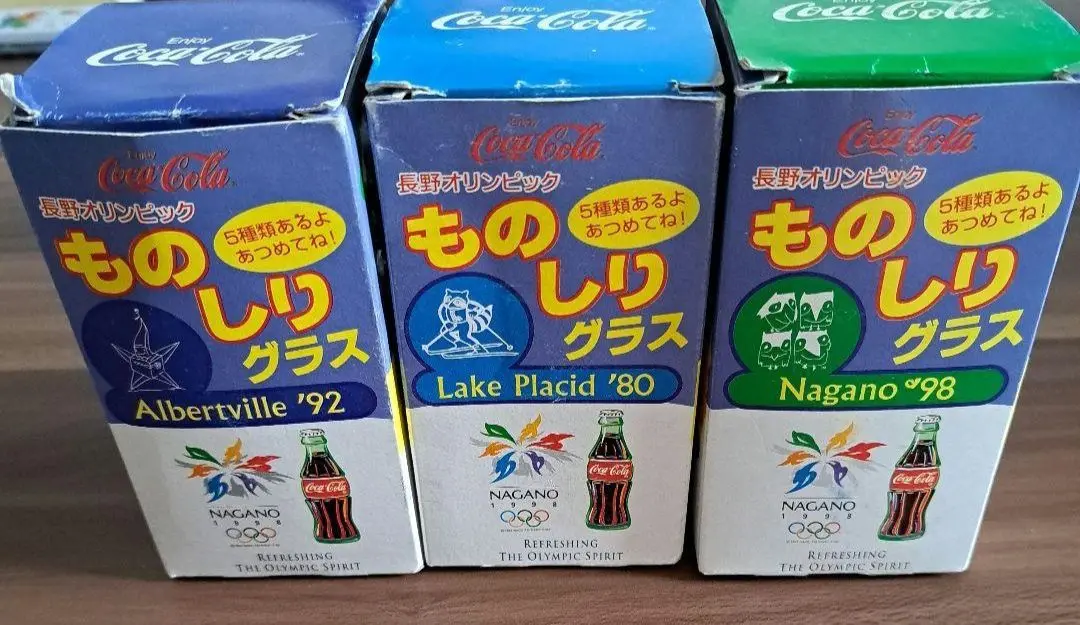 Enjoy
Coca-Cola
Enjoy
Coca-Cola
長野オリンピック
5種類あるよ
あつめてね!
ものしり
グラス
Albertville '92
NAGANO
1998
Coca-Cola
REFRESHING
THE OLYMPIC SPIRIT
Enjoy
Coca-Cola
Enjoy
Coca-Cola
長野オリンピック
5種類あるよ
あつめてね!
ものしり
グラス
Lake Placid '80
NAGANO
1998
Coca-Cola
REFRESHING
THE OLYMPIC SPIRIT
Enjoy
Coca-Cola
Enjoy
Coca-Cola
長野オリンピック
5種類あるよ
あつめてね!
ものしり
グラス
Nagano '98
NAGANO
1998
Coca-Cola
REFRESHING
THE OLYMPIC SPIRIT